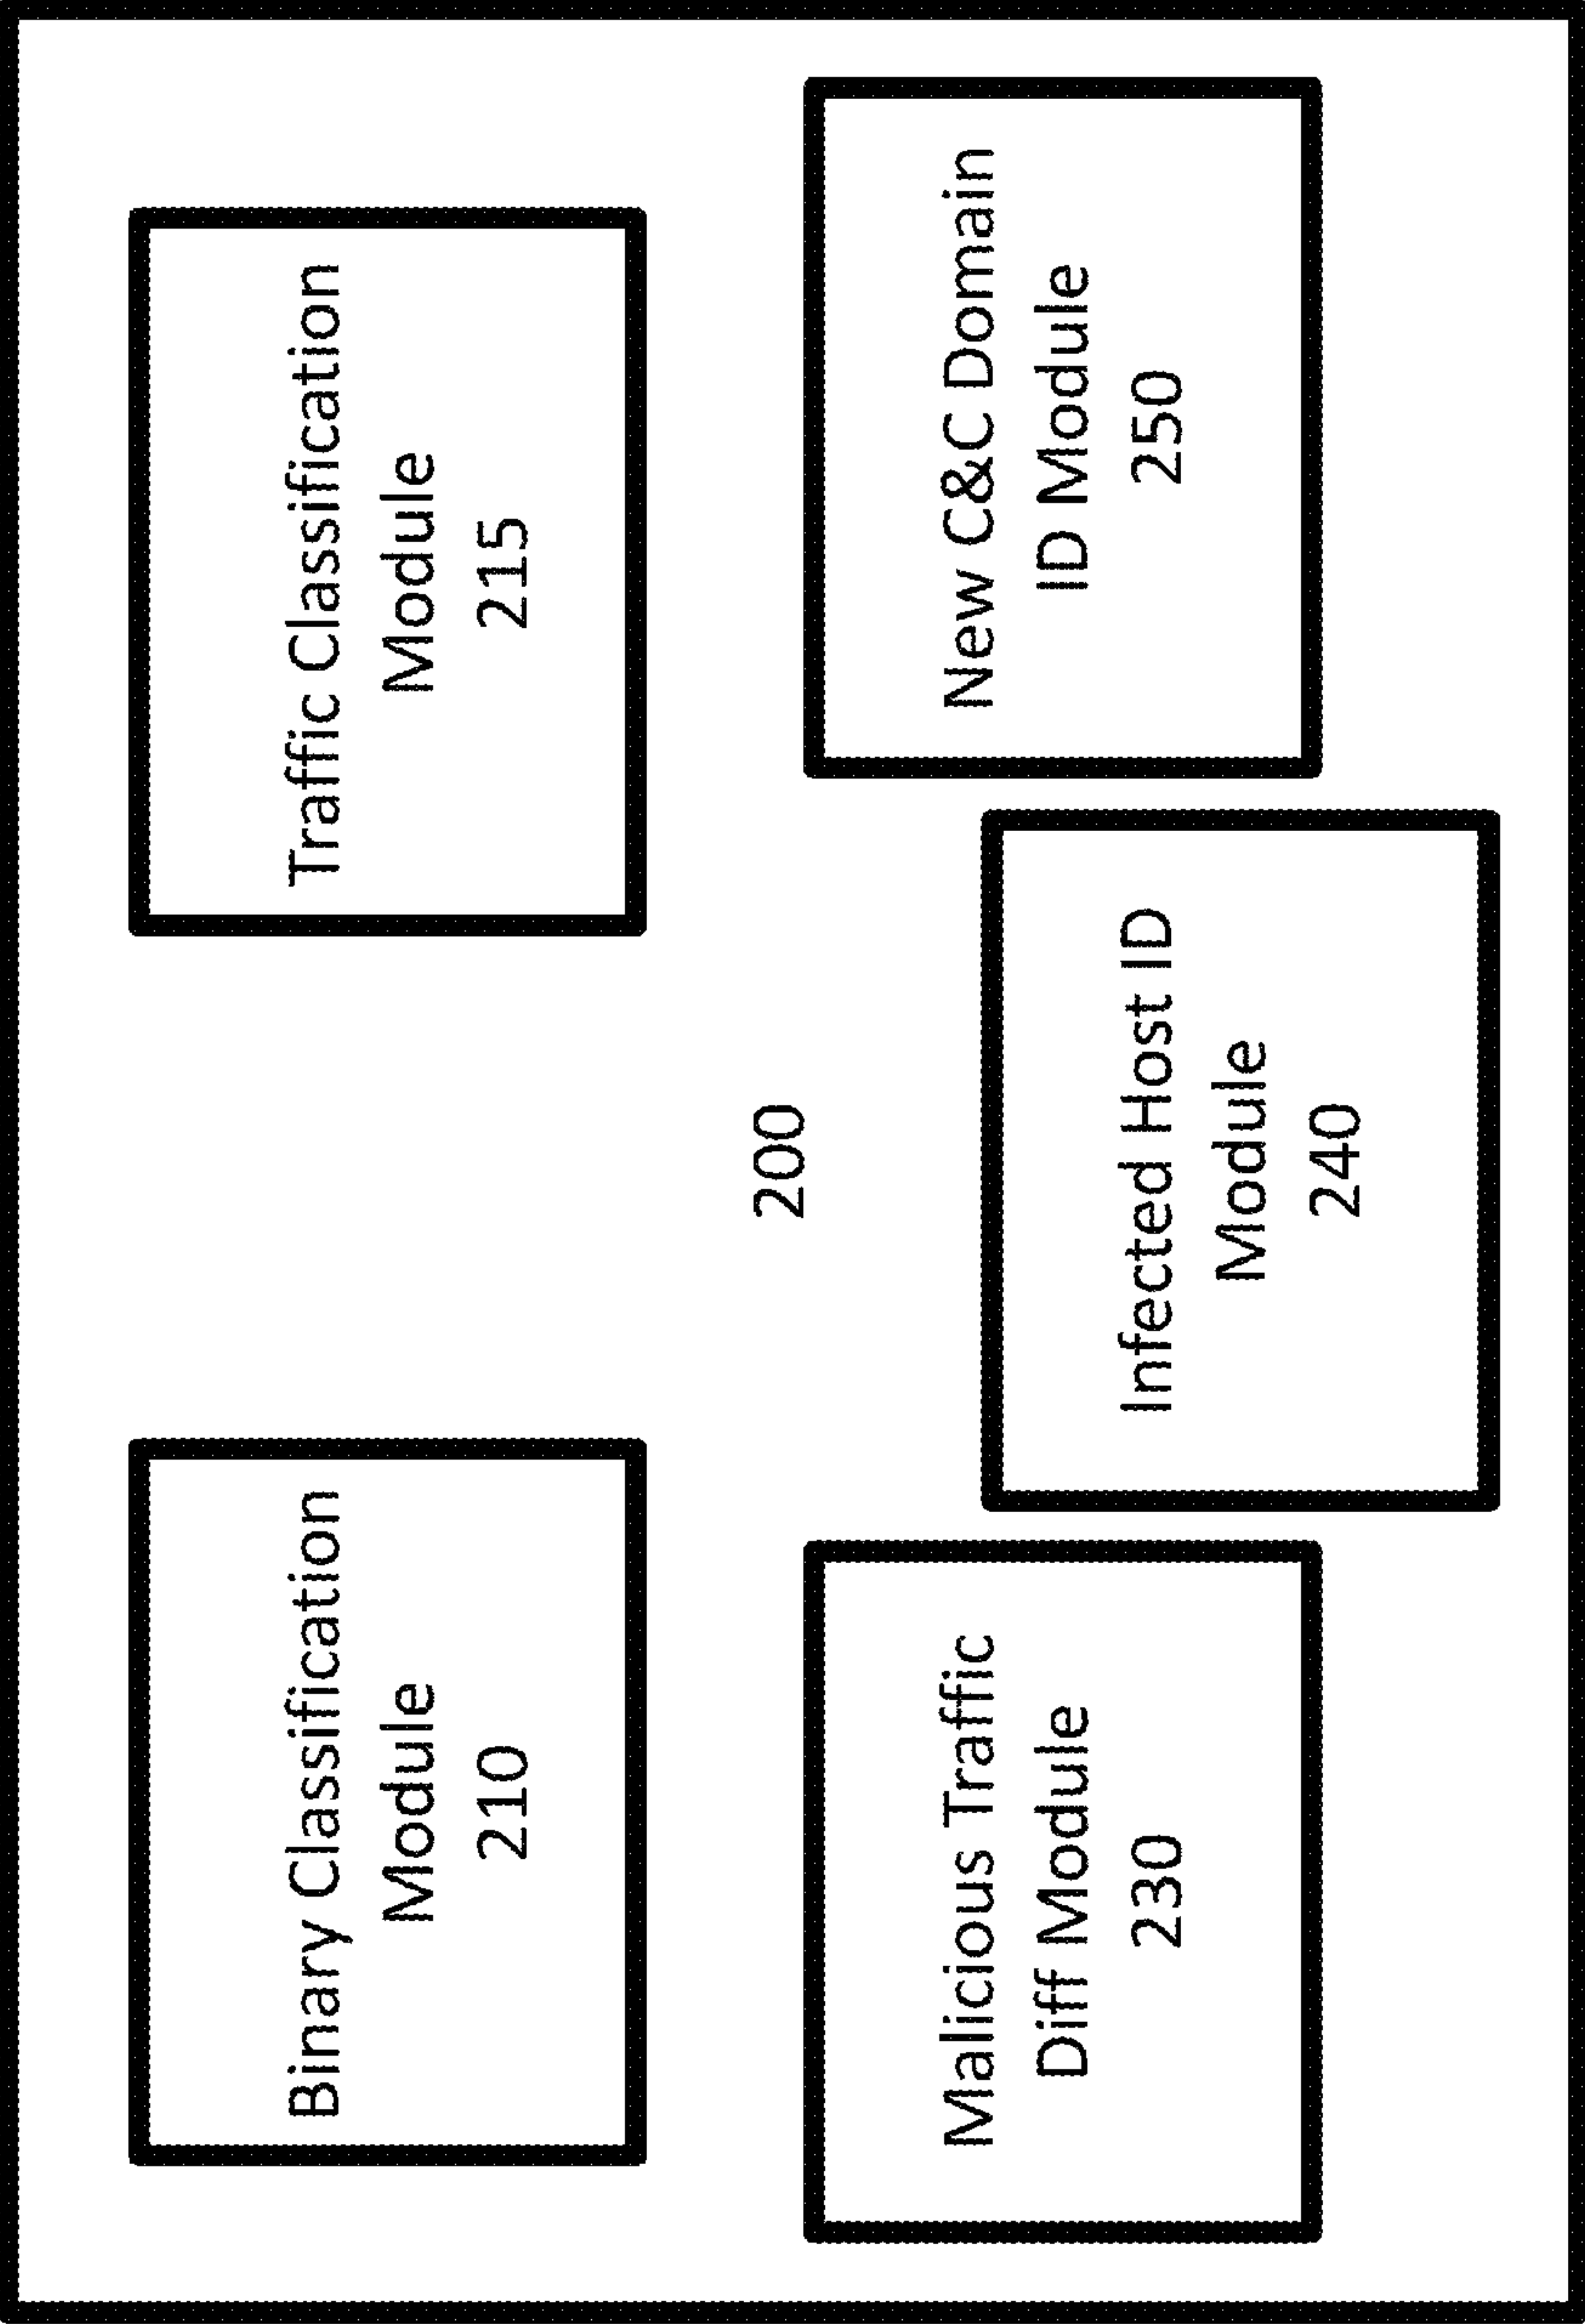 Binary Classification
Module
210
Traffic Classification
Module
215
200
Malicious Traffic
Diff Module
230
Infected Host ID
Module
240
New C&C Domain
ID Module
250